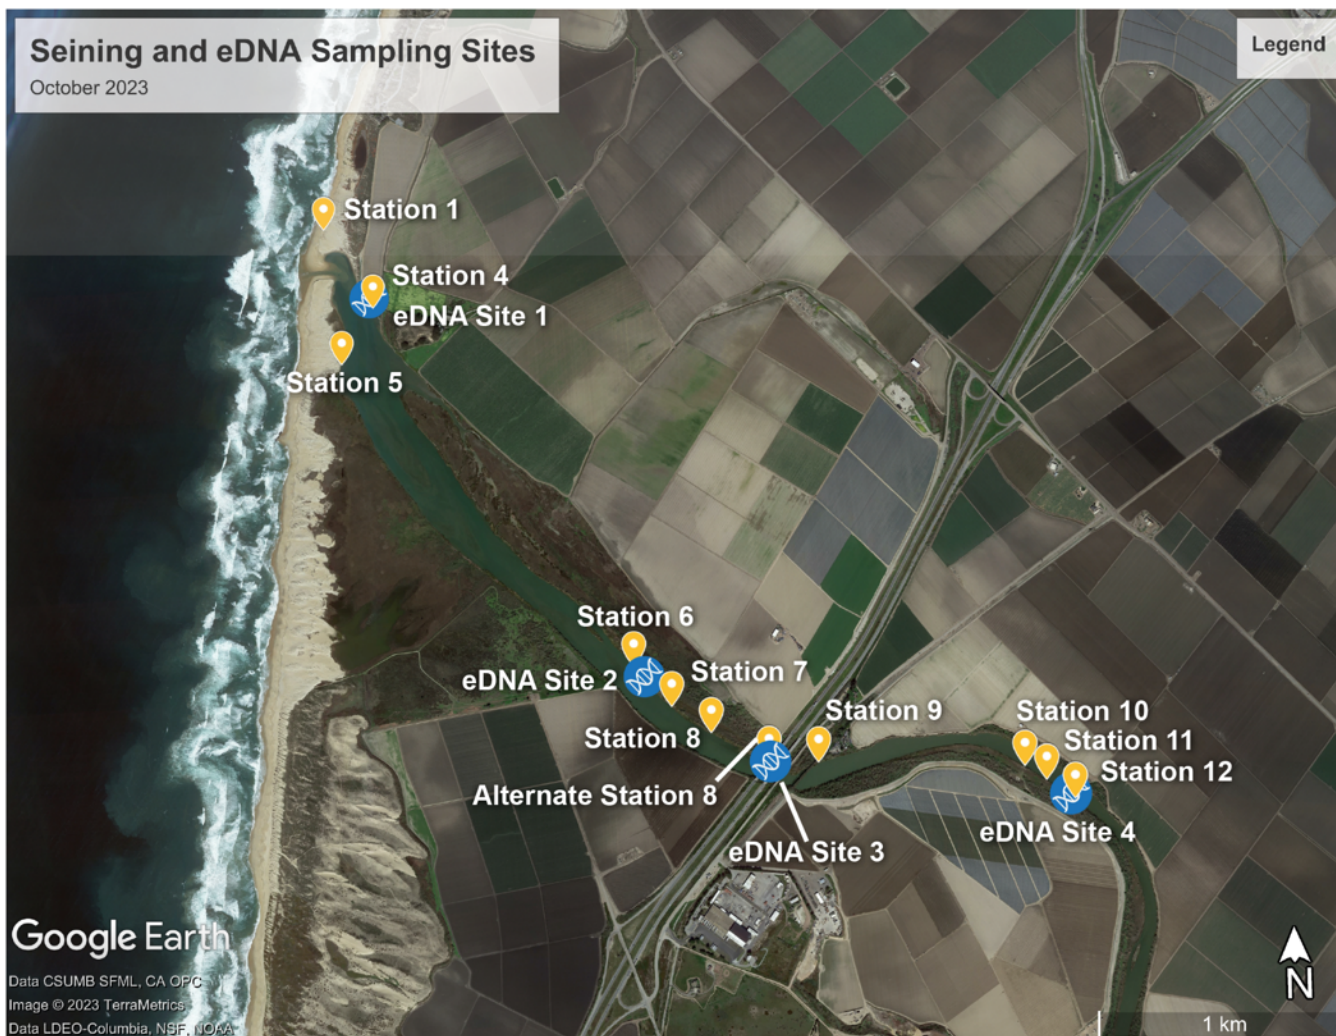 Seining and eDNA Sampling Sites
October 2023
Legend
Station 1
Station 4
eDNA Site 1
Station 5
Station 6
eDNA Site 2
Station 7
Station 8
Station 9
Alternate Station 8
eDNA Site 3
Station 10
Station 11
Station 12
eDNA Site 4
Google Earth
Data CSUMB SFML, CA OPC
Image © 2023 TerraMetrics
Data LDEO-Columbia, NSF, NOAA
N
1 km